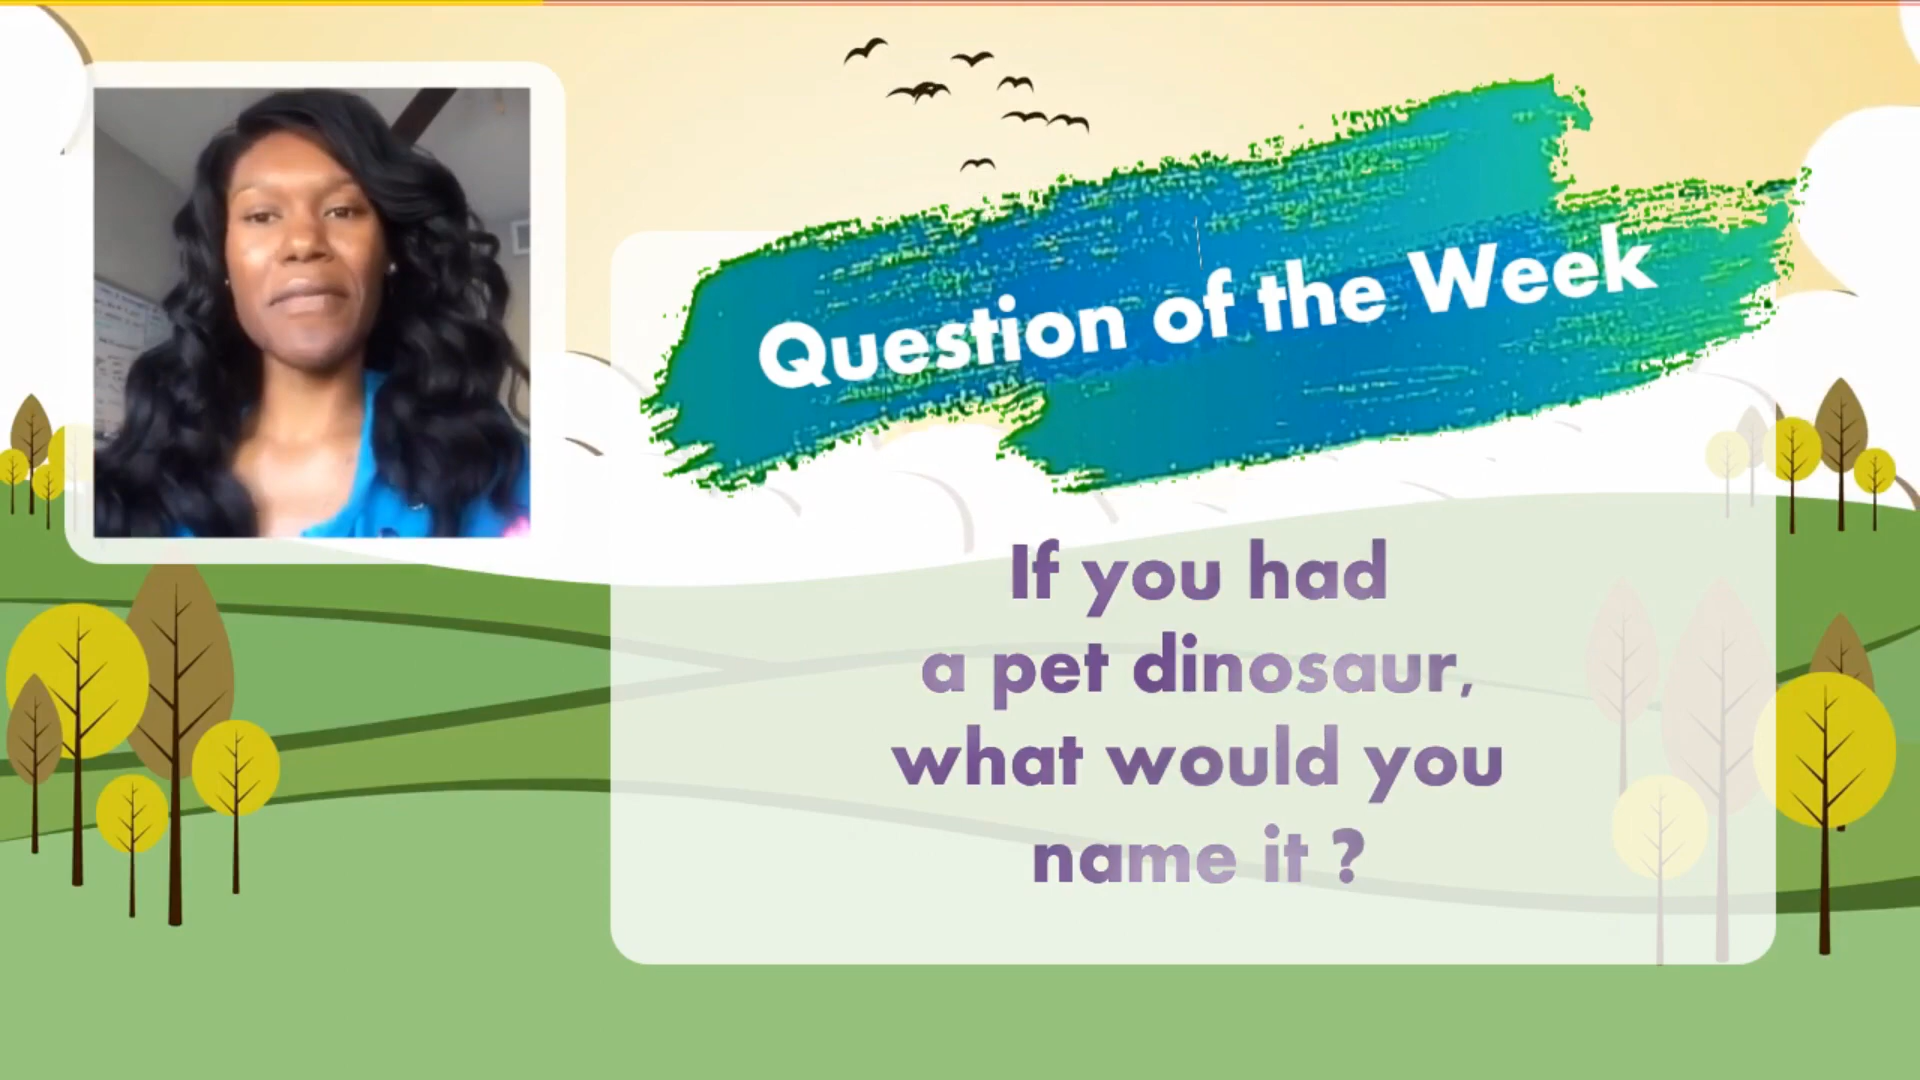 Question of the Week
If you had
a pet dinosaur,
what would you
name it ?